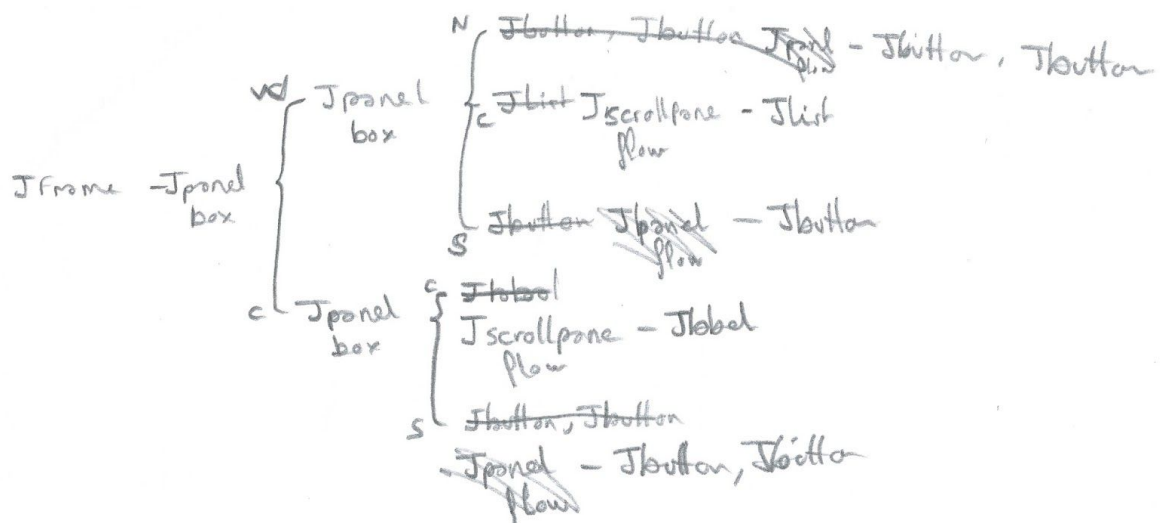 N Jbutton, Jbutton Jpanel - Jbutton, Jbutton
flow
Jpanel
box
c JList Jscrollpane - Jlist
flow
JFrame - Jpanel
box
S Jbutton Jpanel - Jbutton
flow
c Jpanel
box
c Jlabel
Jscrollpane - Jlabel
flow
S Jbutton, Jbutton
Jpanel - Jbutton, Jbutton
flow